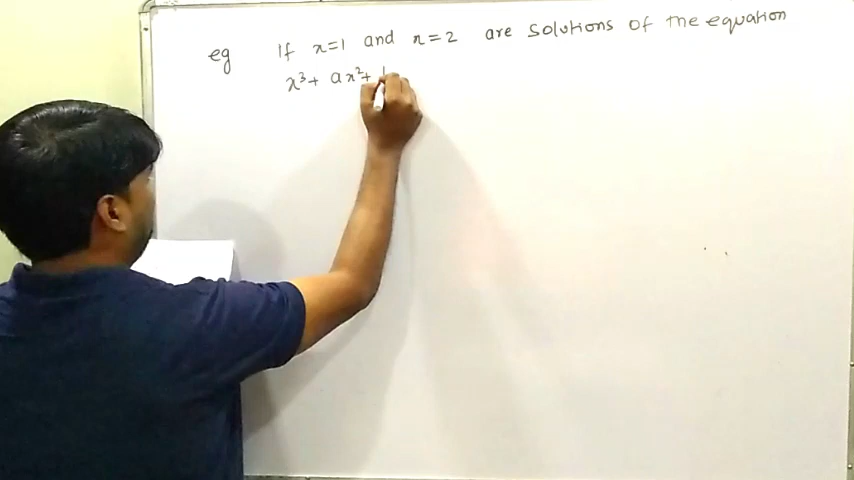 eg If x=1 and x=2 are solutions of the equation
x³+ ax²+